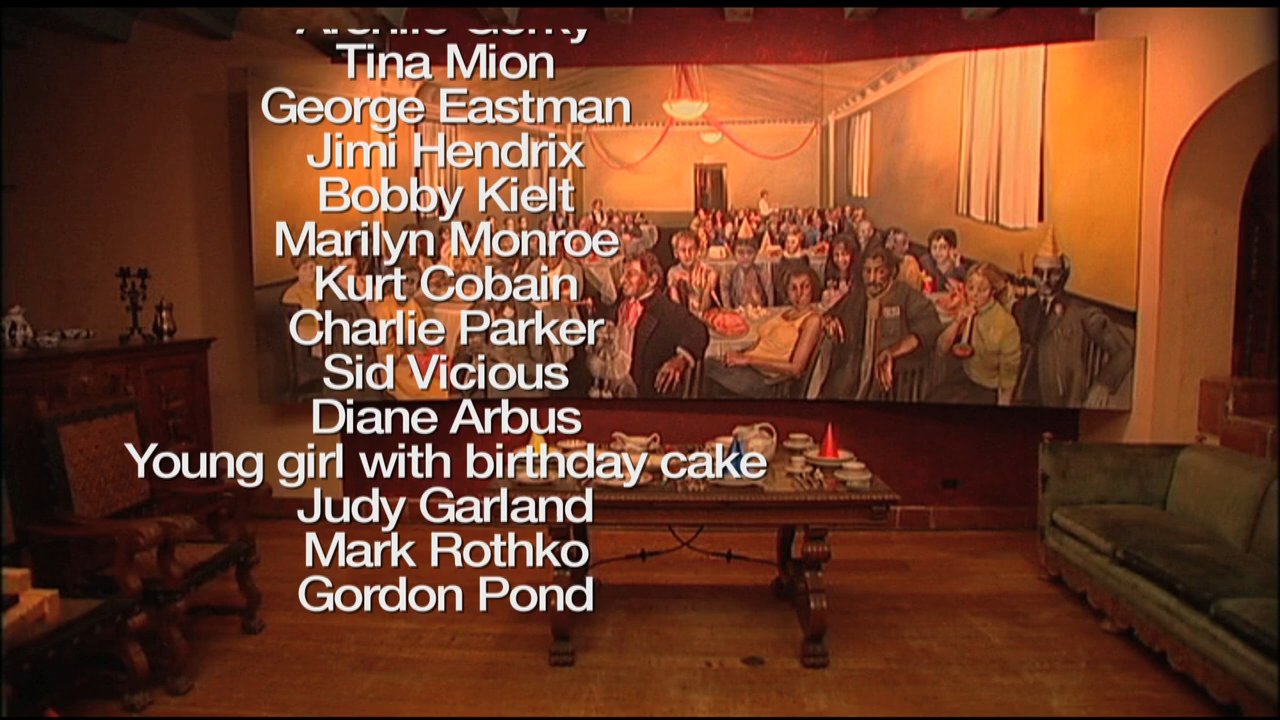 Tina Mion
George Eastman
Jimi Hendrix
Bobby Kielt
Marilyn Monroe
Kurt Cobain
Charlie Parker
Sid Vicious
Diane Arbus
Young girl with birthday cake
Judy Garland
Mark Rothko
Gordon Pond